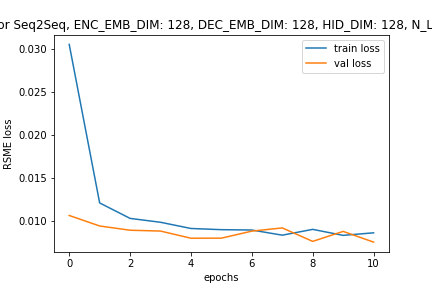 or Seq2Seq, ENC_EMB_DIM: 128, DEC_EMB_DIM: 128, HID_DIM: 128, N_L
train loss
val loss
0.030
0.025
0.020
0.015
0.010
RSME loss
0 2 4 6 8 10
epochs